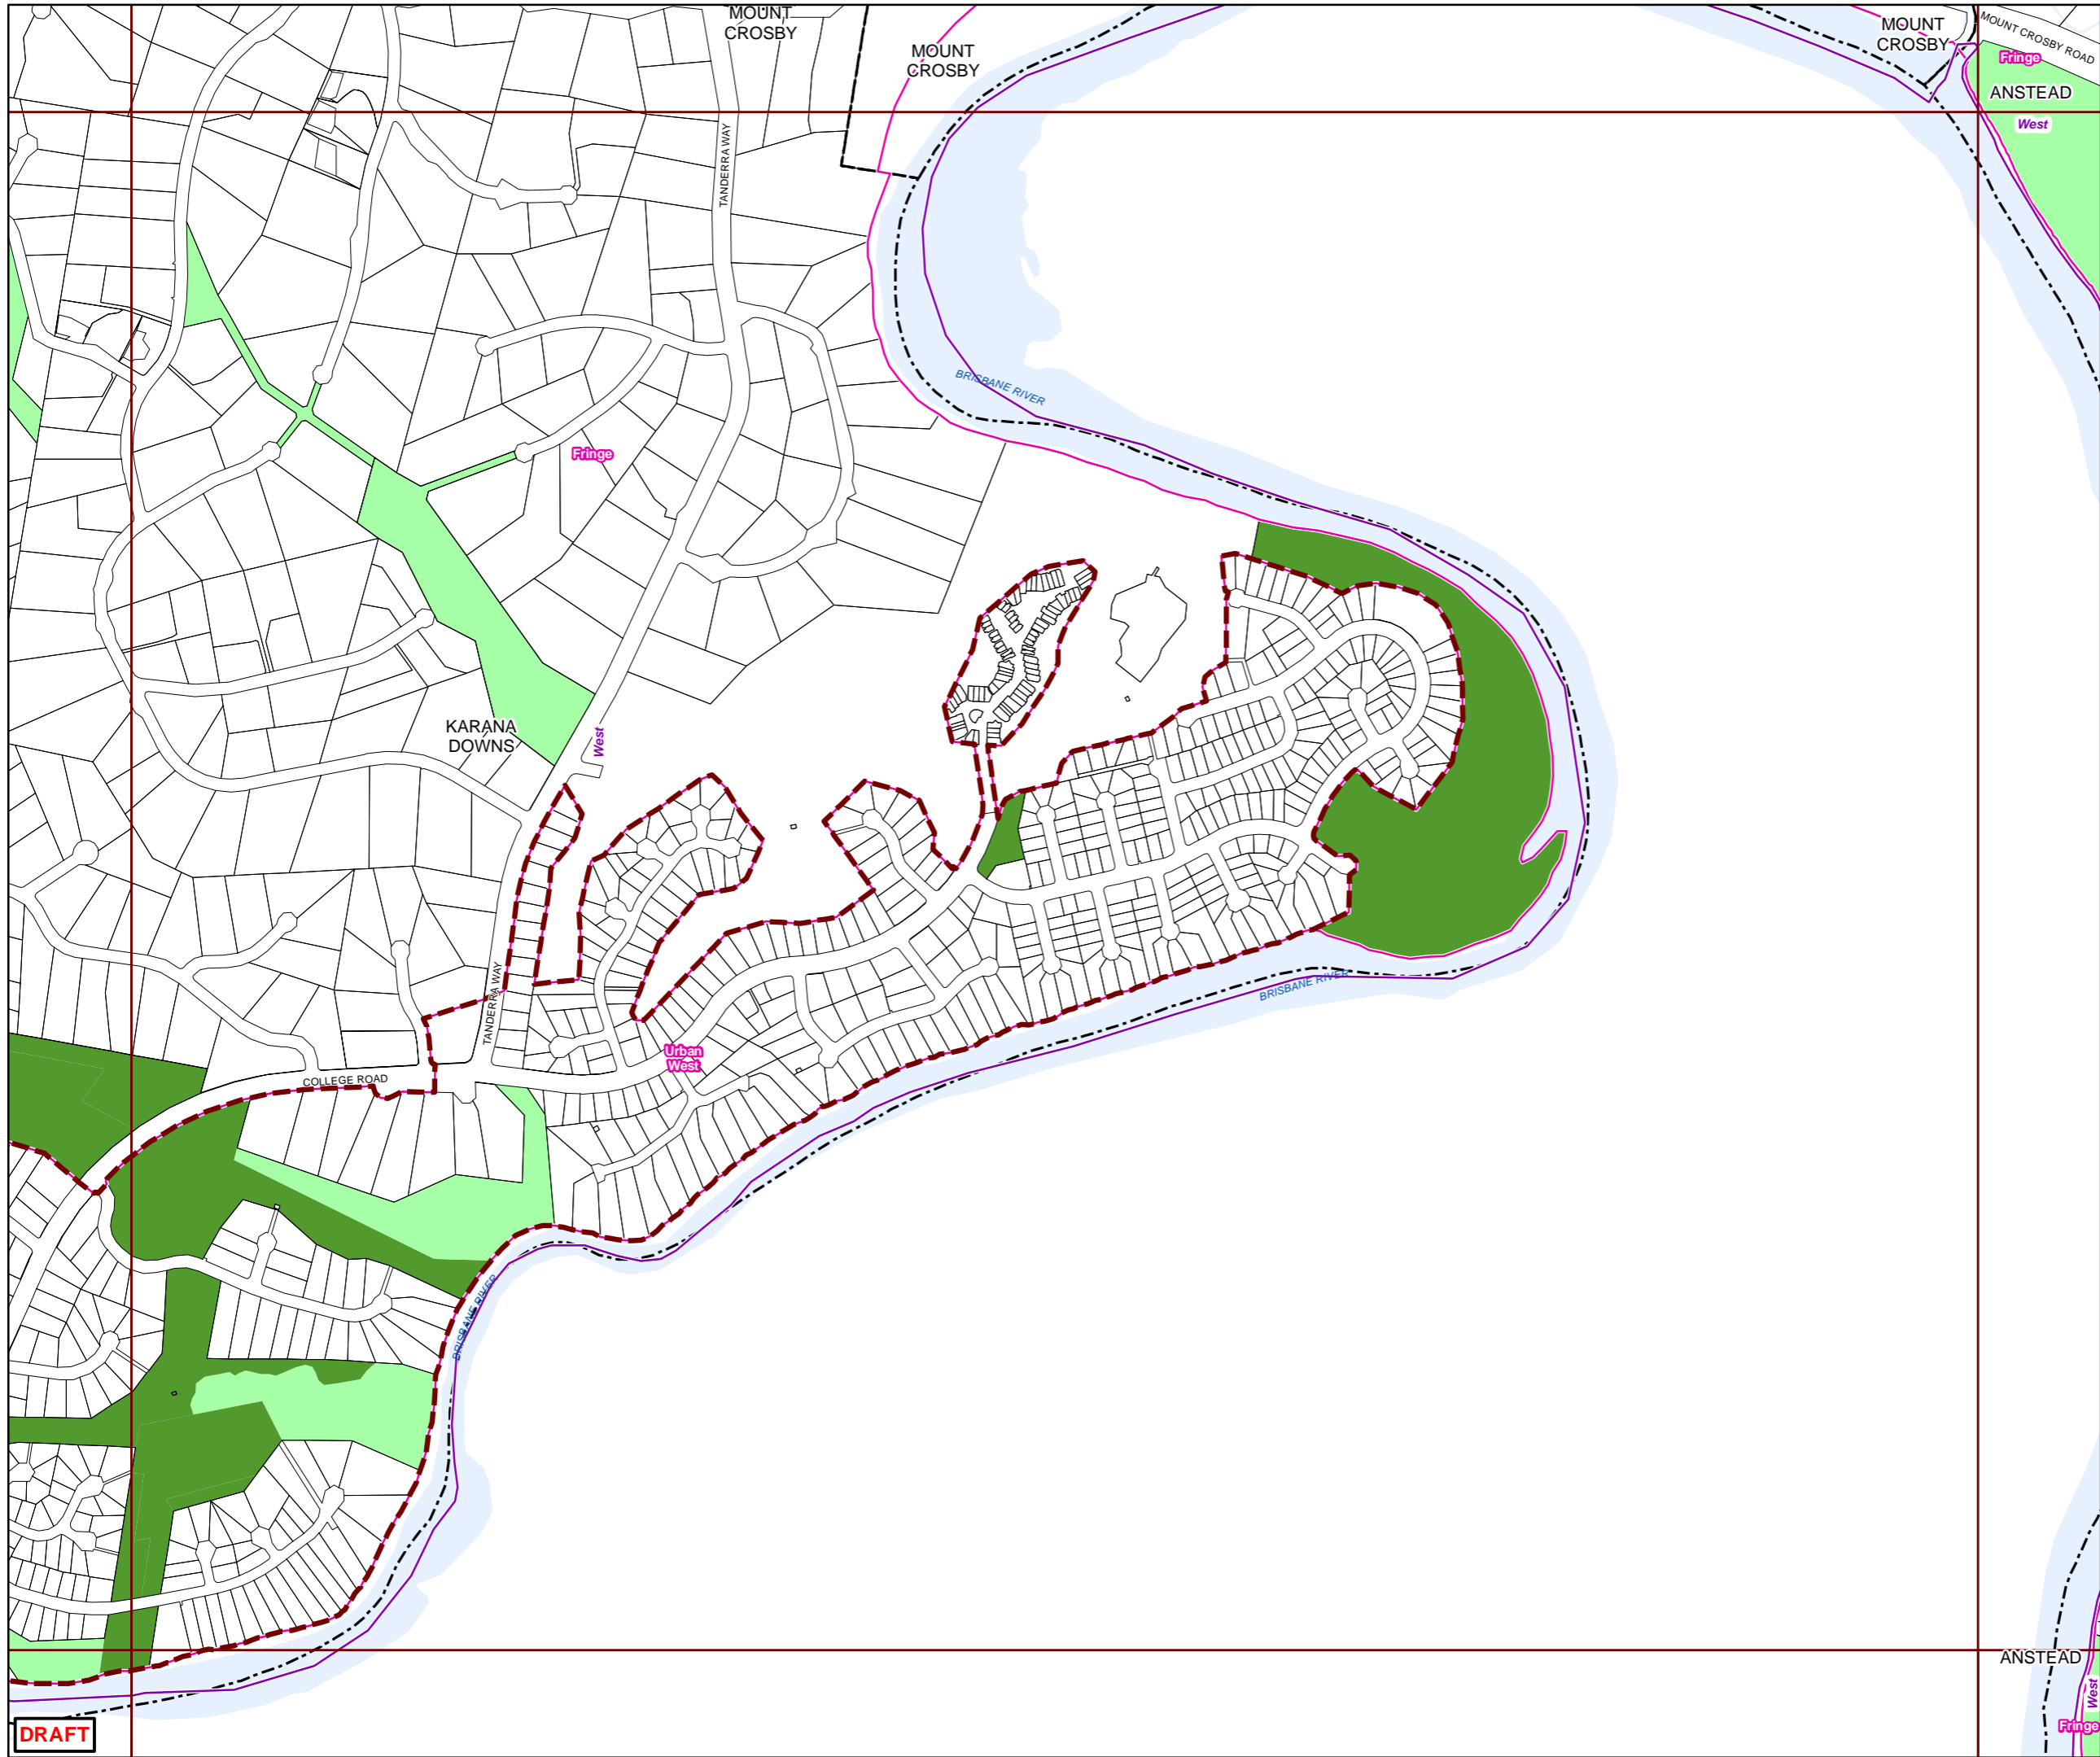 MOUNT
CROSBY
MOUNT
CROSBY
MOUNT
CROSBY
MOUNT CROSBY ROAD
Fringe
ANSTEAD
West
TANDERRA WAY
BRISBANE RIVER
Fringe
KARANA
DOWNS
West
TANDERRA WAY
BRISBANE RIVER
Urban
West
COLLEGE ROAD
BRISBANE RIVER
ANSTEAD
West
Fringe
DRAFT